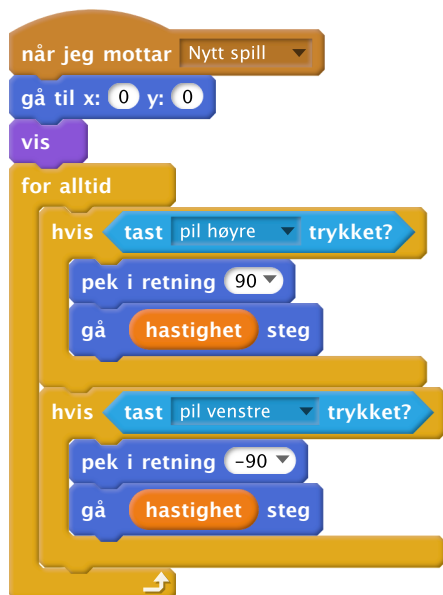 når jeg mottar Nytt spill
gå til x: 0 y: 0
vis
for alltid
hvis tast pil høyre trykket?
pek i retning 90
gå hastighet steg
hvis tast pil venstre trykket?
pek i retning -90
gå hastighet steg